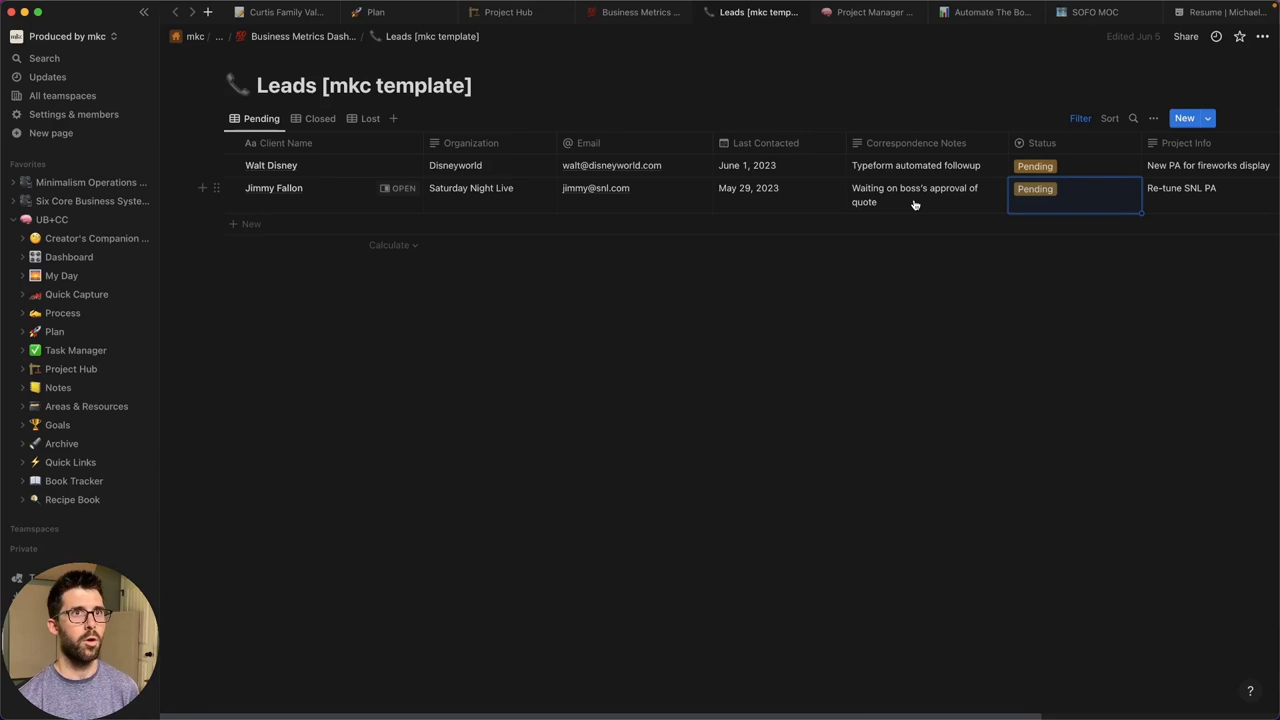 Curtis Family Val...
Plan
Project Hub
Business Metrics ...
Leads [mkc temp...
Project Manager ...
Automate The Bo...
SOFO MOC
Resume | Michael...
Produced by mkc
mkc / ... / Business Metrics Dash... / Leads [mkc template]
Edited Jun 5
Share
Search
Updates
All teamspaces
Settings & members
New page
Favorites
Minimalism Operations ...
Six Core Business Syste...
UB+CC
Creator's Companion ...
Dashboard
My Day
Quick Capture
Process
Plan
Task Manager
Project Hub
Notes
Areas & Resources
Goals
Archive
Quick Links
Book Tracker
Recipe Book
Teamspaces
Private
Leads [mkc template]
Pending
Closed
Lost
Filter
Sort
New
Aa Client Name
Organization
Email
Last Contacted
Correspondence Notes
Status
Project Info
Walt Disney
Disneyworld
walt@disneyworld.com
June 1, 2023
Typeform automated followup
Pending
New PA for fireworks display
Jimmy Fallon
OPEN
Saturday Night Live
jimmy@snl.com
May 29, 2023
Waiting on boss's approval of
quote
Pending
Re-tune SNL PA
New
Calculate
?